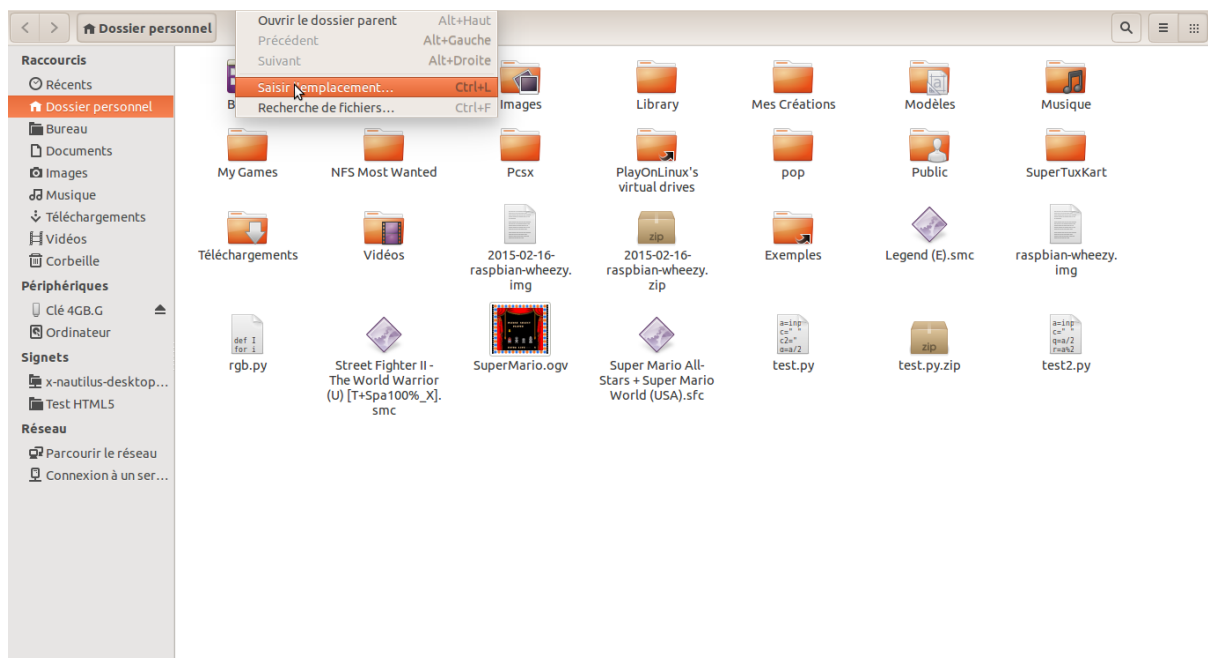 Dossier personnel
Ouvrir le dossier parent Alt+Haut
Précédent Alt+Gauche
Suivant Alt+Droite
Saisir l'emplacement... Ctrl+L
Recherche de fichiers... Ctrl+F
Raccourcis
Récents
Dossier personnel
Bureau
Documents
Images
Musique
Téléchargements
Vidéos
Corbeille
Périphériques
Clé 4GB.G
Ordinateur
Signets
x-nautilus-desktop...
Test HTML5
Réseau
Parcourir le réseau
Connexion à un ser...
Images
Library
Mes Créations
Modèles
Musique
My Games
NFS Most Wanted
Pcsx
PlayOnLinux's
virtual drives
pop
Public
SuperTuxKart
Téléchargements
Vidéos
2015-02-16-
raspbian-wheezy.
img
2015-02-16-
raspbian-wheezy.
zip
Exemples
Legend (E).smc
raspbian-wheezy.
img
rgb.py
Street Fighter II -
The World Warrior
(U) [T+Spa100%_X].
smc
SuperMario.ogv
Super Mario All-
Stars + Super Mario
World (USA).sfc
test.py
test.py.zip
test2.py